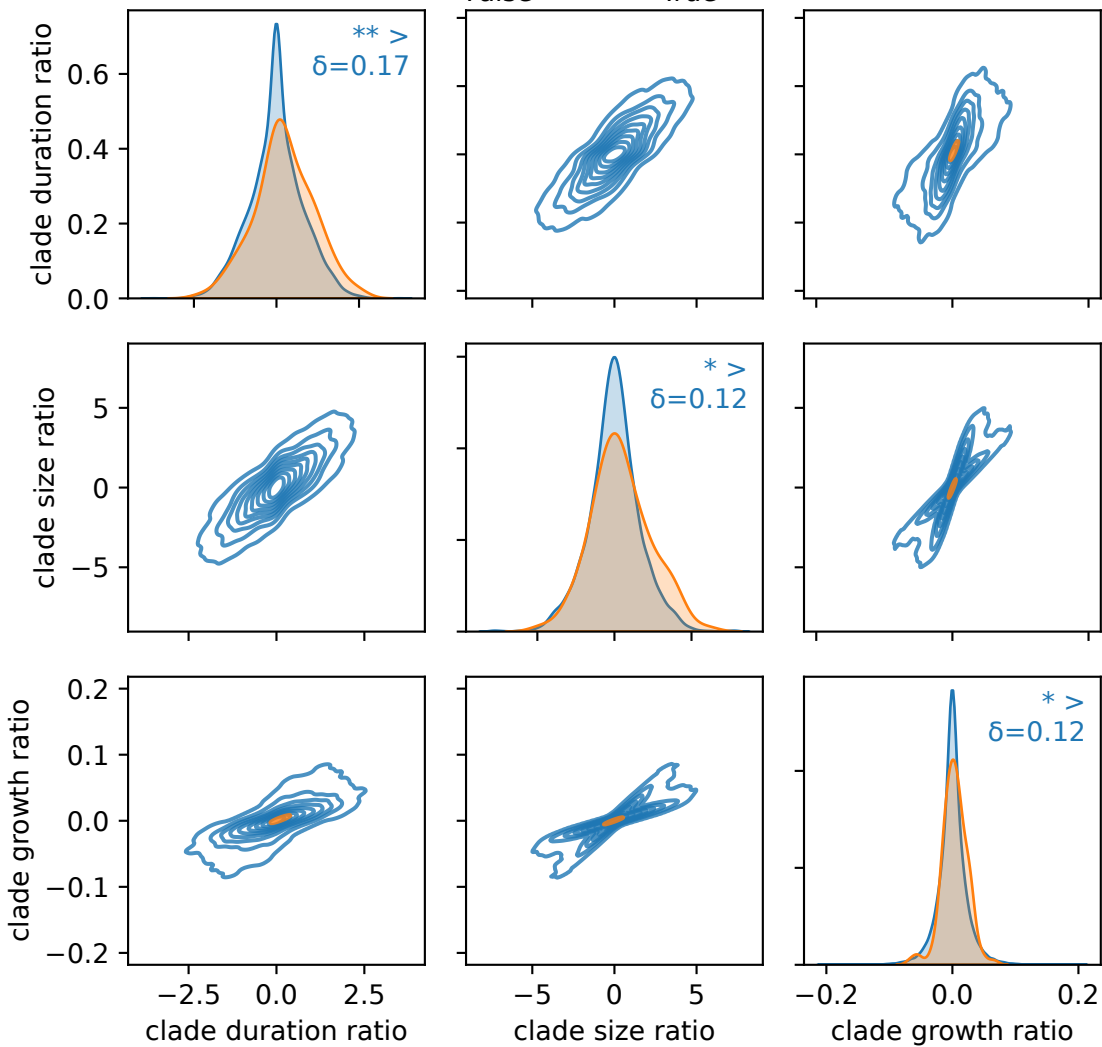 ** >
δ=0.17
clade duration ratio
0.6
0.4
0.2
0.0
* >
δ=0.12
clade size ratio
5
0
−5
* >
δ=0.12
clade growth ratio
0.2
0.1
0.0
−0.1
−0.2
−2.5 0.0 2.5
−5 0 5
−0.2 0.0 0.2
clade duration ratio
clade size ratio
clade growth ratio